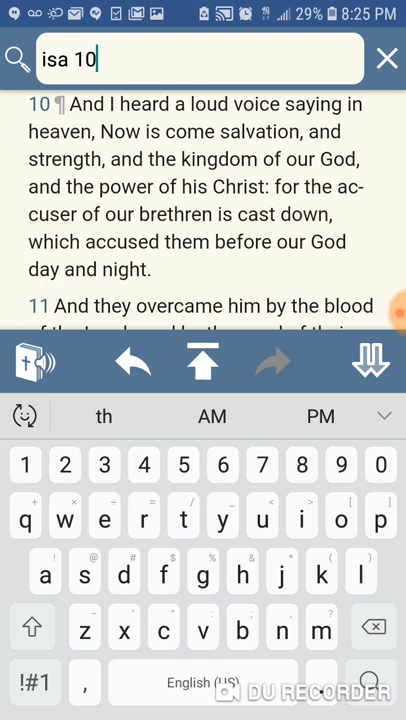 29% 8:25 PM
isa 10
10 ¶ And I heard a loud voice saying in
heaven, Now is come salvation, and
strength, and the kingdom of our God,
and the power of his Christ: for the ac-
cuser of our brethren is cast down,
which accused them before our God
day and night.
11 And they overcame him by the blood
th AM PM
1 2 3 4 5 6 7 8 9 0
+ × ÷ = / _ < > [ ]
q w e r t y u i o p
! @ # $ % & * ( )
a s d f g h j k l
- ' " : ; , ?
z x c v b n m
!#1 , English (US) .
DU RECORDER